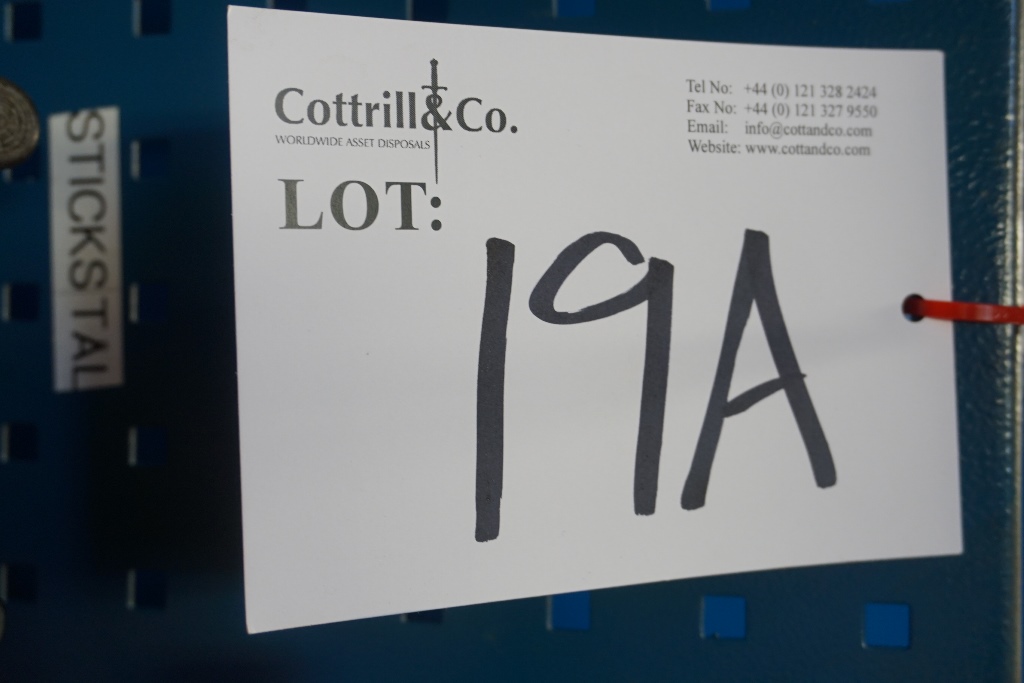 Cottrill&Co.
WORLDWIDE ASSET DISPOSALS
Tel No: +44 (0) 121 328 2424
Fax No: +44 (0) 121 327 9550
Email: info@cottandco.com
Website: www.cottandco.com
LOT:
19A
STICKSTAL